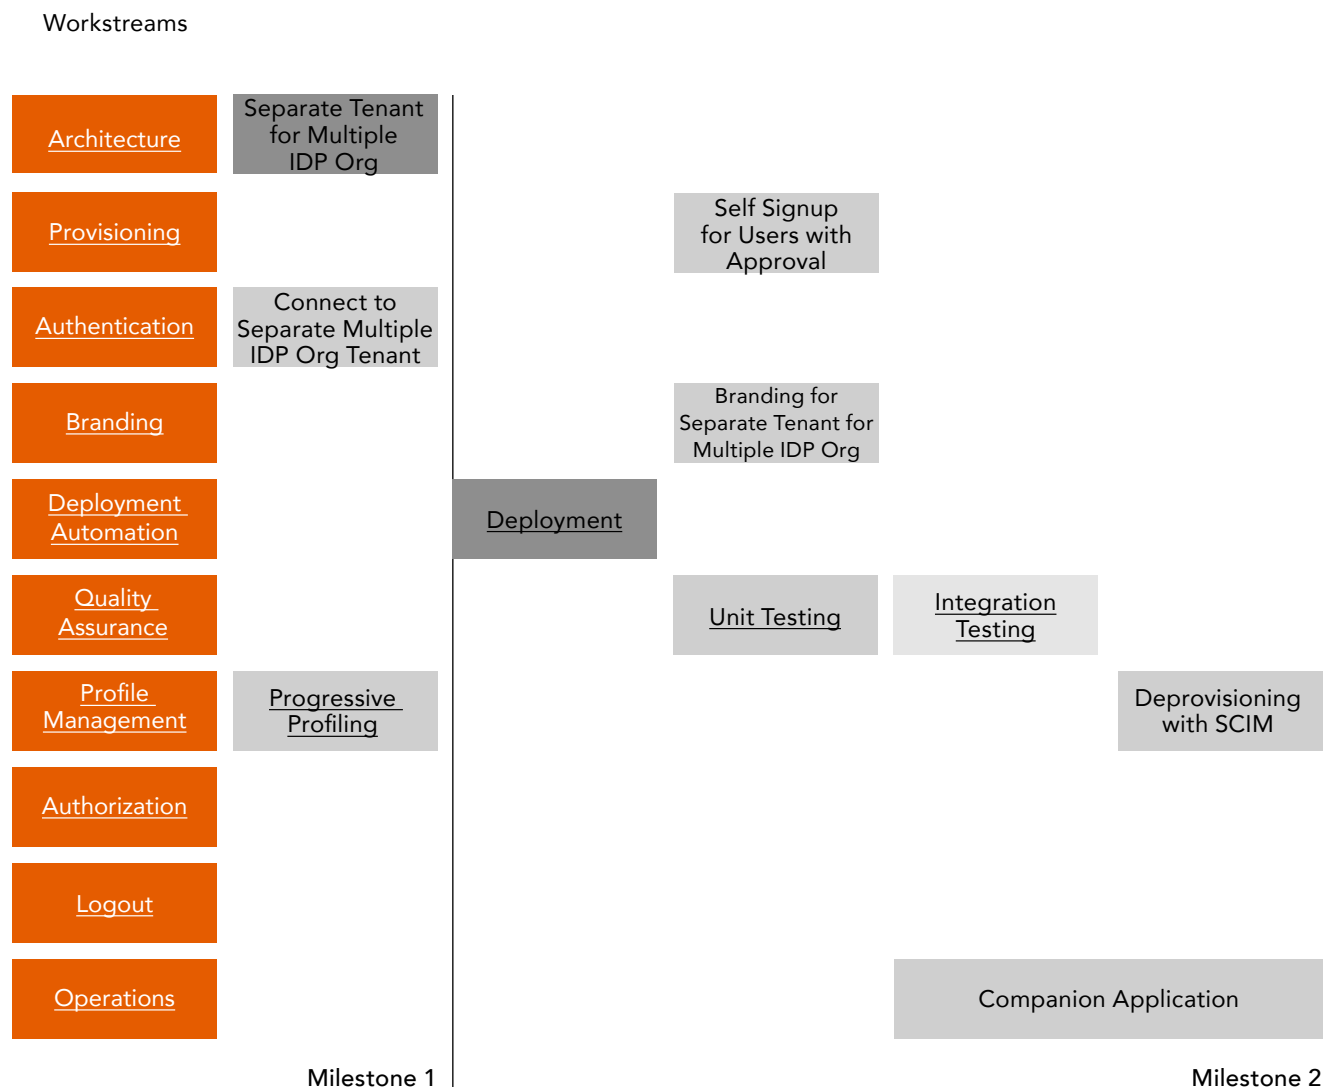 Workstreams
Architecture
Separate Tenant
for Multiple
IDP Org
Provisioning
Self Signup
for Users with
Approval
Authentication
Connect to
Separate Multiple
IDP Org Tenant
Branding
Branding for
Separate Tenant for
Multiple IDP Org
Deployment
Automation
Deployment
Quality
Assurance
Unit Testing
Integration
Testing
Profile
Management
Progressive
Profiling
Deprovisioning
with SCIM
Authorization
Logout
Operations
Companion Application
Milestone 1
Milestone 2